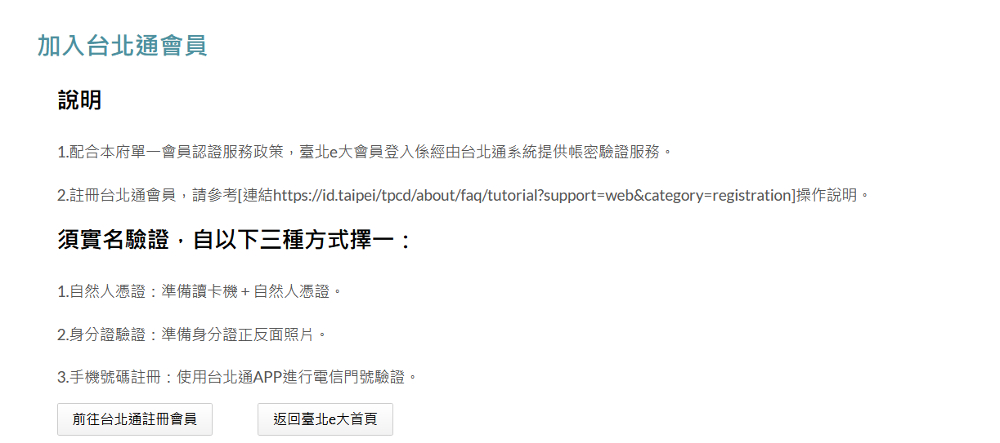 加入台北通會員
說明
1.配合本府單一會員認證服務政策，臺北e大會員登入係經由台北通系統提供帳密驗證服務。
2.註冊台北通會員，請參考[連結https://id.taipei/tpcd/about/faq/tutorial?support=web&category=registration]操作說明。
須實名驗證，自以下三種方式擇一：
1.自然人憑證：準備讀卡機＋自然人憑證。
2.身分證驗證：準備身分證正反面照片。
3.手機號碼註冊：使用台北通APP進行電信門號驗證。
前往台北通註冊會員
返回臺北e大首頁